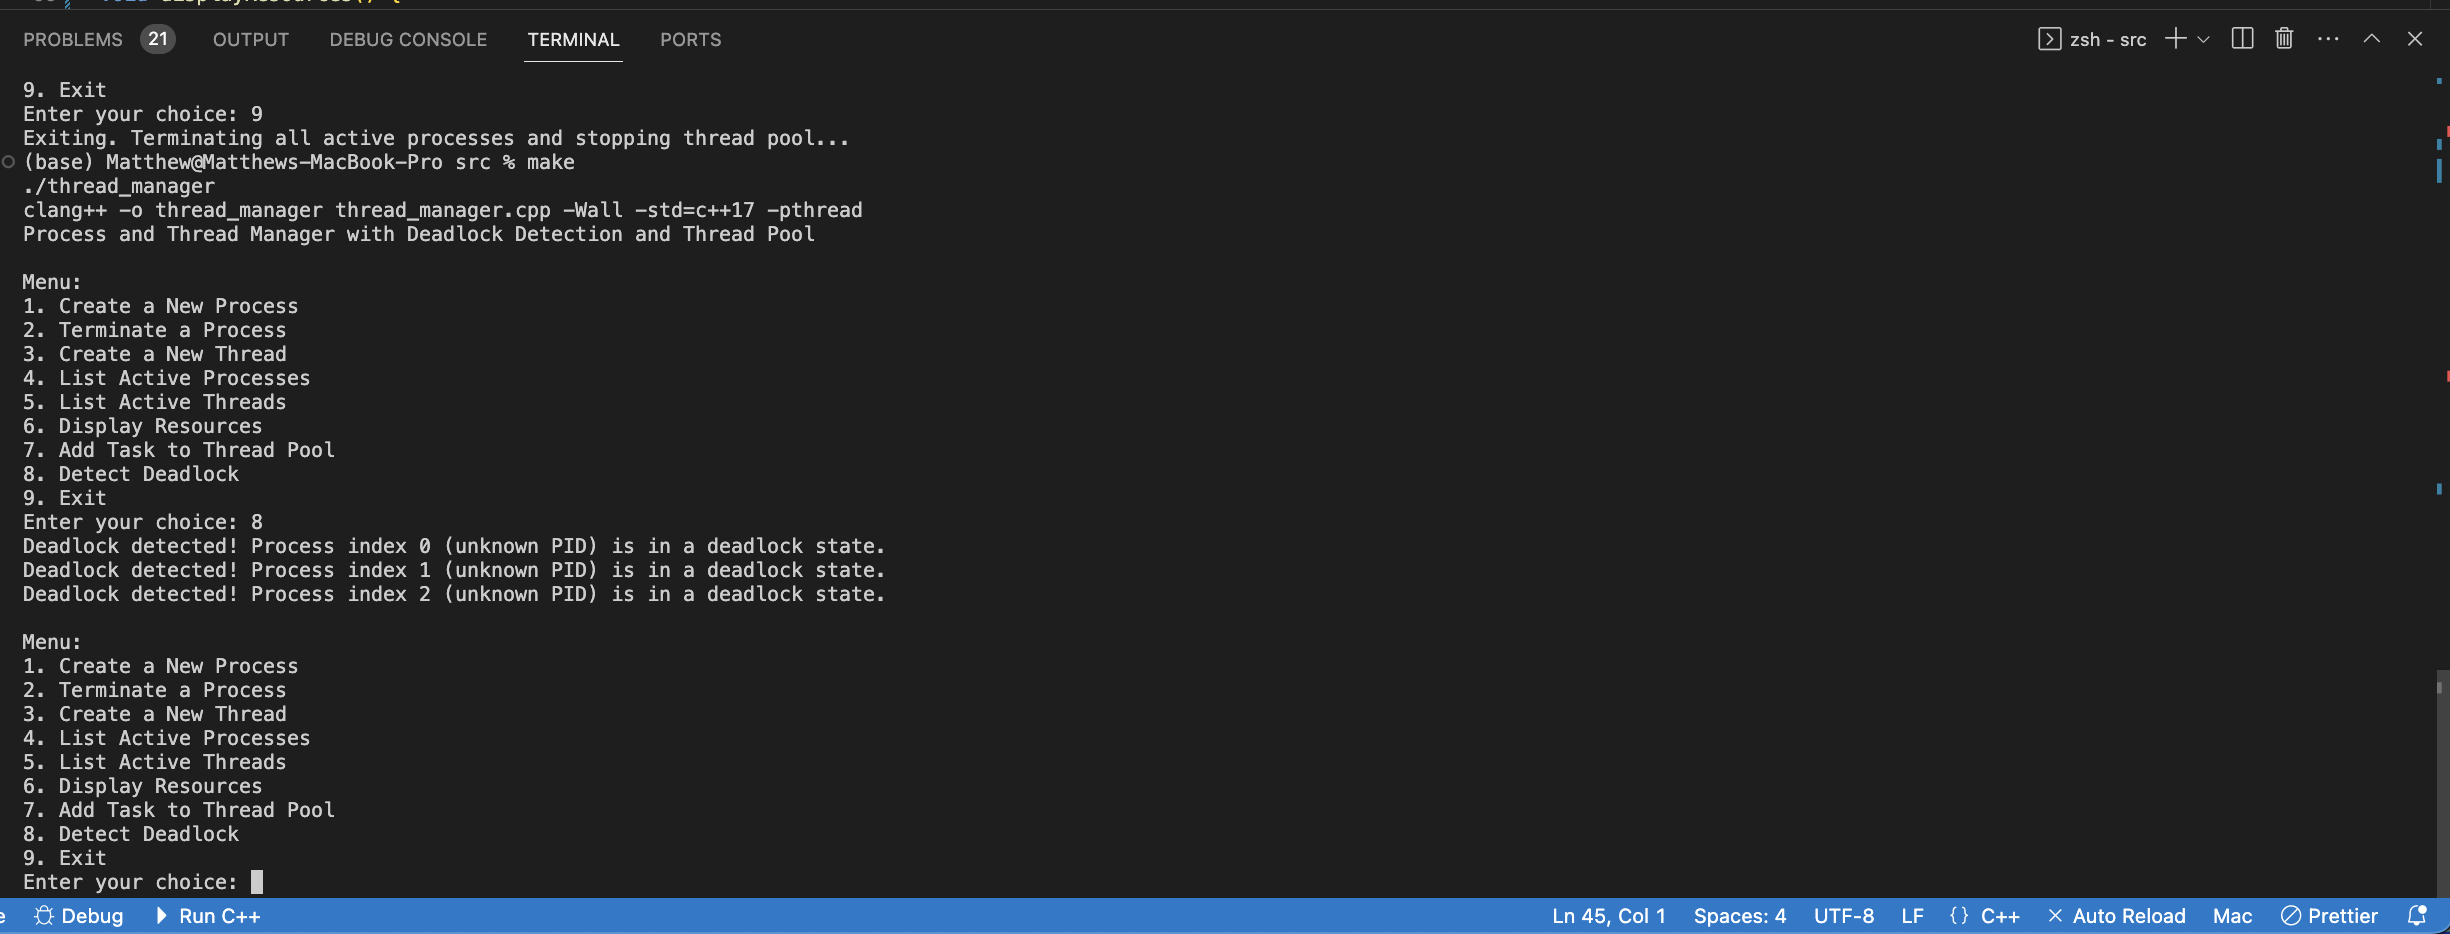 PROBLEMS 21 OUTPUT DEBUG CONSOLE TERMINAL PORTS zsh - src
9. Exit
Enter your choice: 9
Exiting. Terminating all active processes and stopping thread pool...
(base) Matthew@Matthews-MacBook-Pro src % make
./thread_manager
clang++ -o thread_manager thread_manager.cpp -Wall -std=c++17 -pthread
Process and Thread Manager with Deadlock Detection and Thread Pool
Menu:
1. Create a New Process
2. Terminate a Process
3. Create a New Thread
4. List Active Processes
5. List Active Threads
6. Display Resources
7. Add Task to Thread Pool
8. Detect Deadlock
9. Exit
Enter your choice: 8
Deadlock detected! Process index 0 (unknown PID) is in a deadlock state.
Deadlock detected! Process index 1 (unknown PID) is in a deadlock state.
Deadlock detected! Process index 2 (unknown PID) is in a deadlock state.
Menu:
1. Create a New Process
2. Terminate a Process
3. Create a New Thread
4. List Active Processes
5. List Active Threads
6. Display Resources
7. Add Task to Thread Pool
8. Detect Deadlock
9. Exit
Enter your choice:
Debug Run C++ Ln 45, Col 1 Spaces: 4 UTF-8 LF {} C++ Auto Reload Mac Prettier